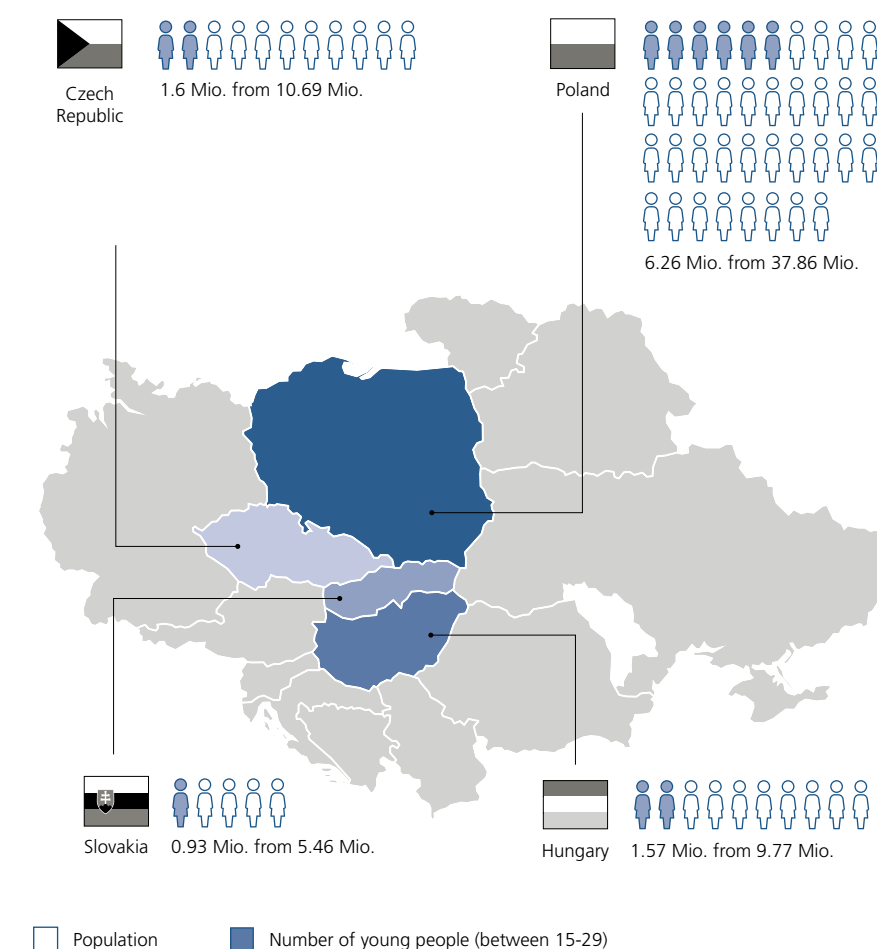 Czech
Republic
1.6 Mio. from 10.69 Mio.
Poland
6.26 Mio. from 37.86 Mio.
Slovakia
0.93 Mio. from 5.46 Mio.
Hungary
1.57 Mio. from 9.77 Mio.
Population
Number of young people (between 15-29)